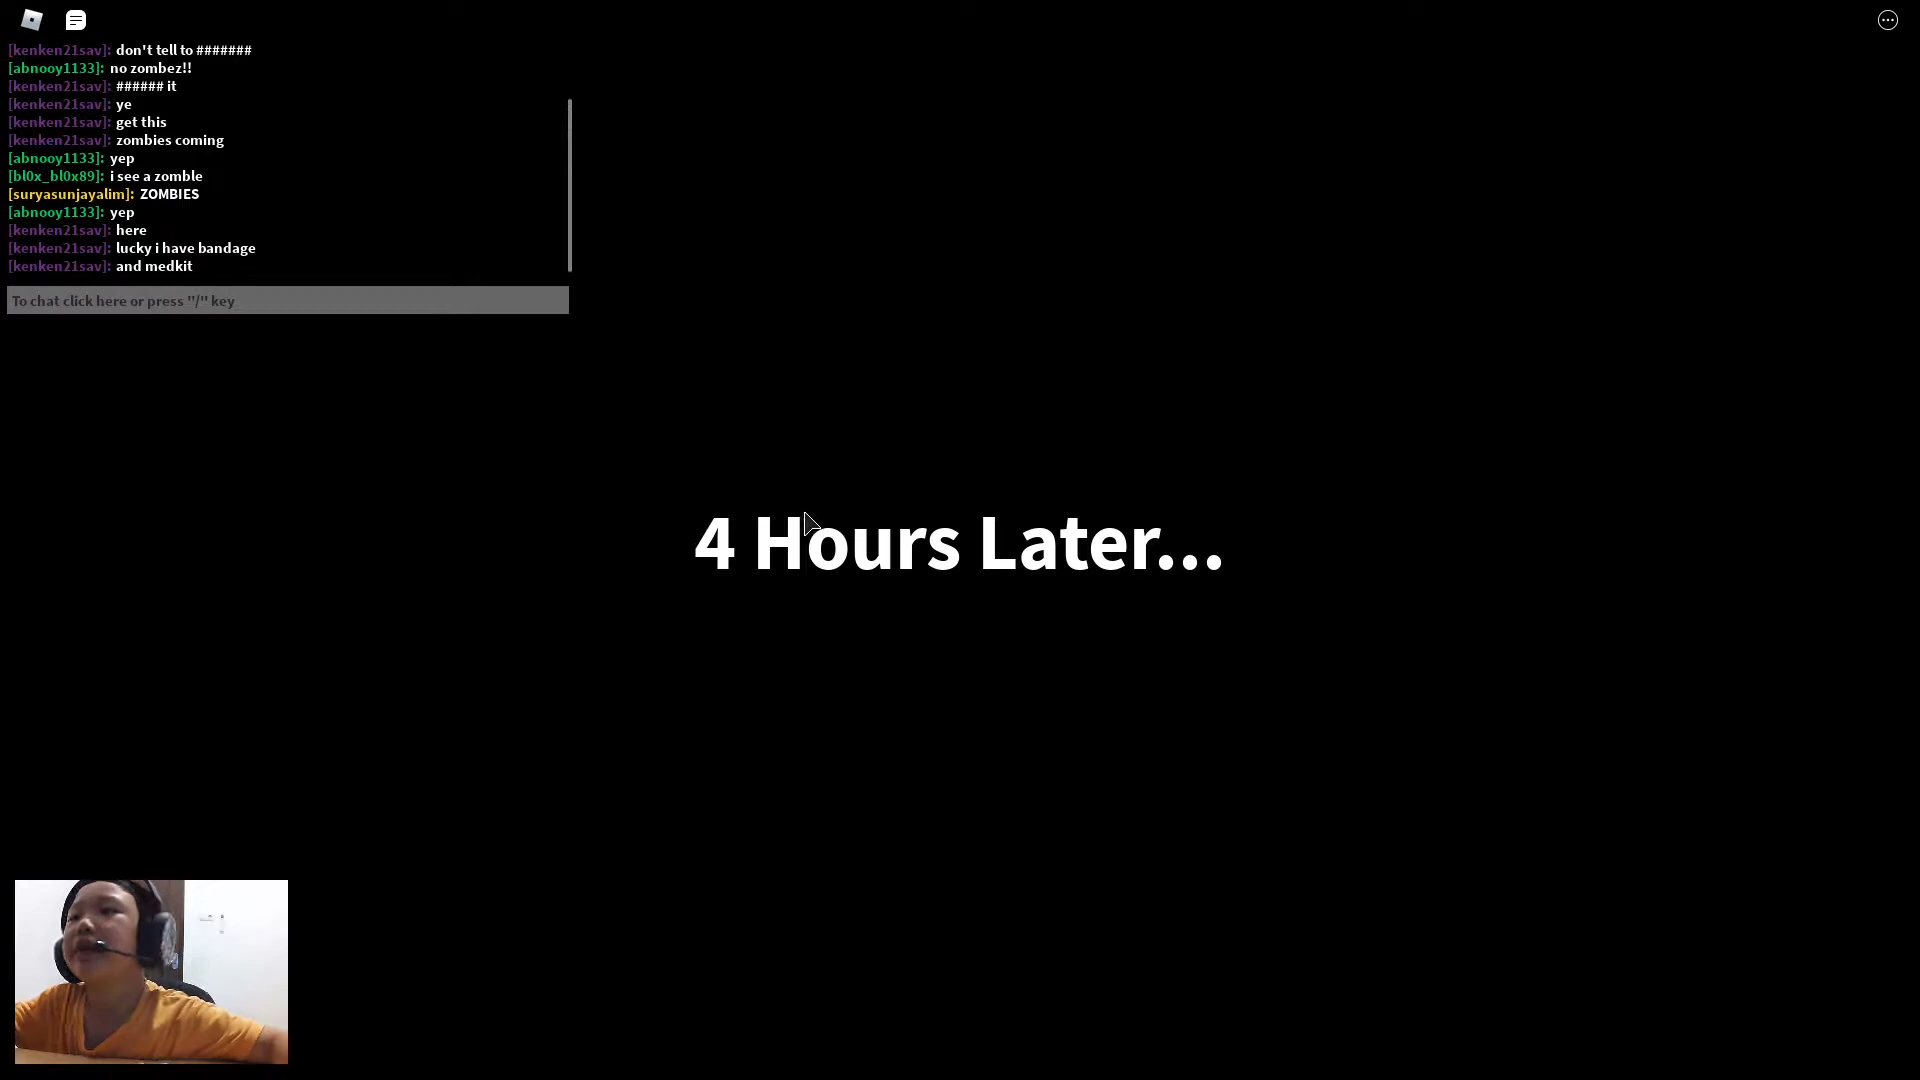 [kenken21sav]: don't tell to #######
[abnooy1133]: no zombez!!
[kenken21sav]: ###### it
[kenken21sav]: ye
[kenken21sav]: get this
[kenken21sav]: zombies coming
[abnooy1133]: yep
[bl0x_bl0x89]: i see a zomble
[suryasunjayalim]: ZOMBIES
[abnooy1133]: yep
[kenken21sav]: here
[kenken21sav]: lucky i have bandage
[kenken21sav]: and medkit
To chat click here or press "/" key
4 Hours Later...